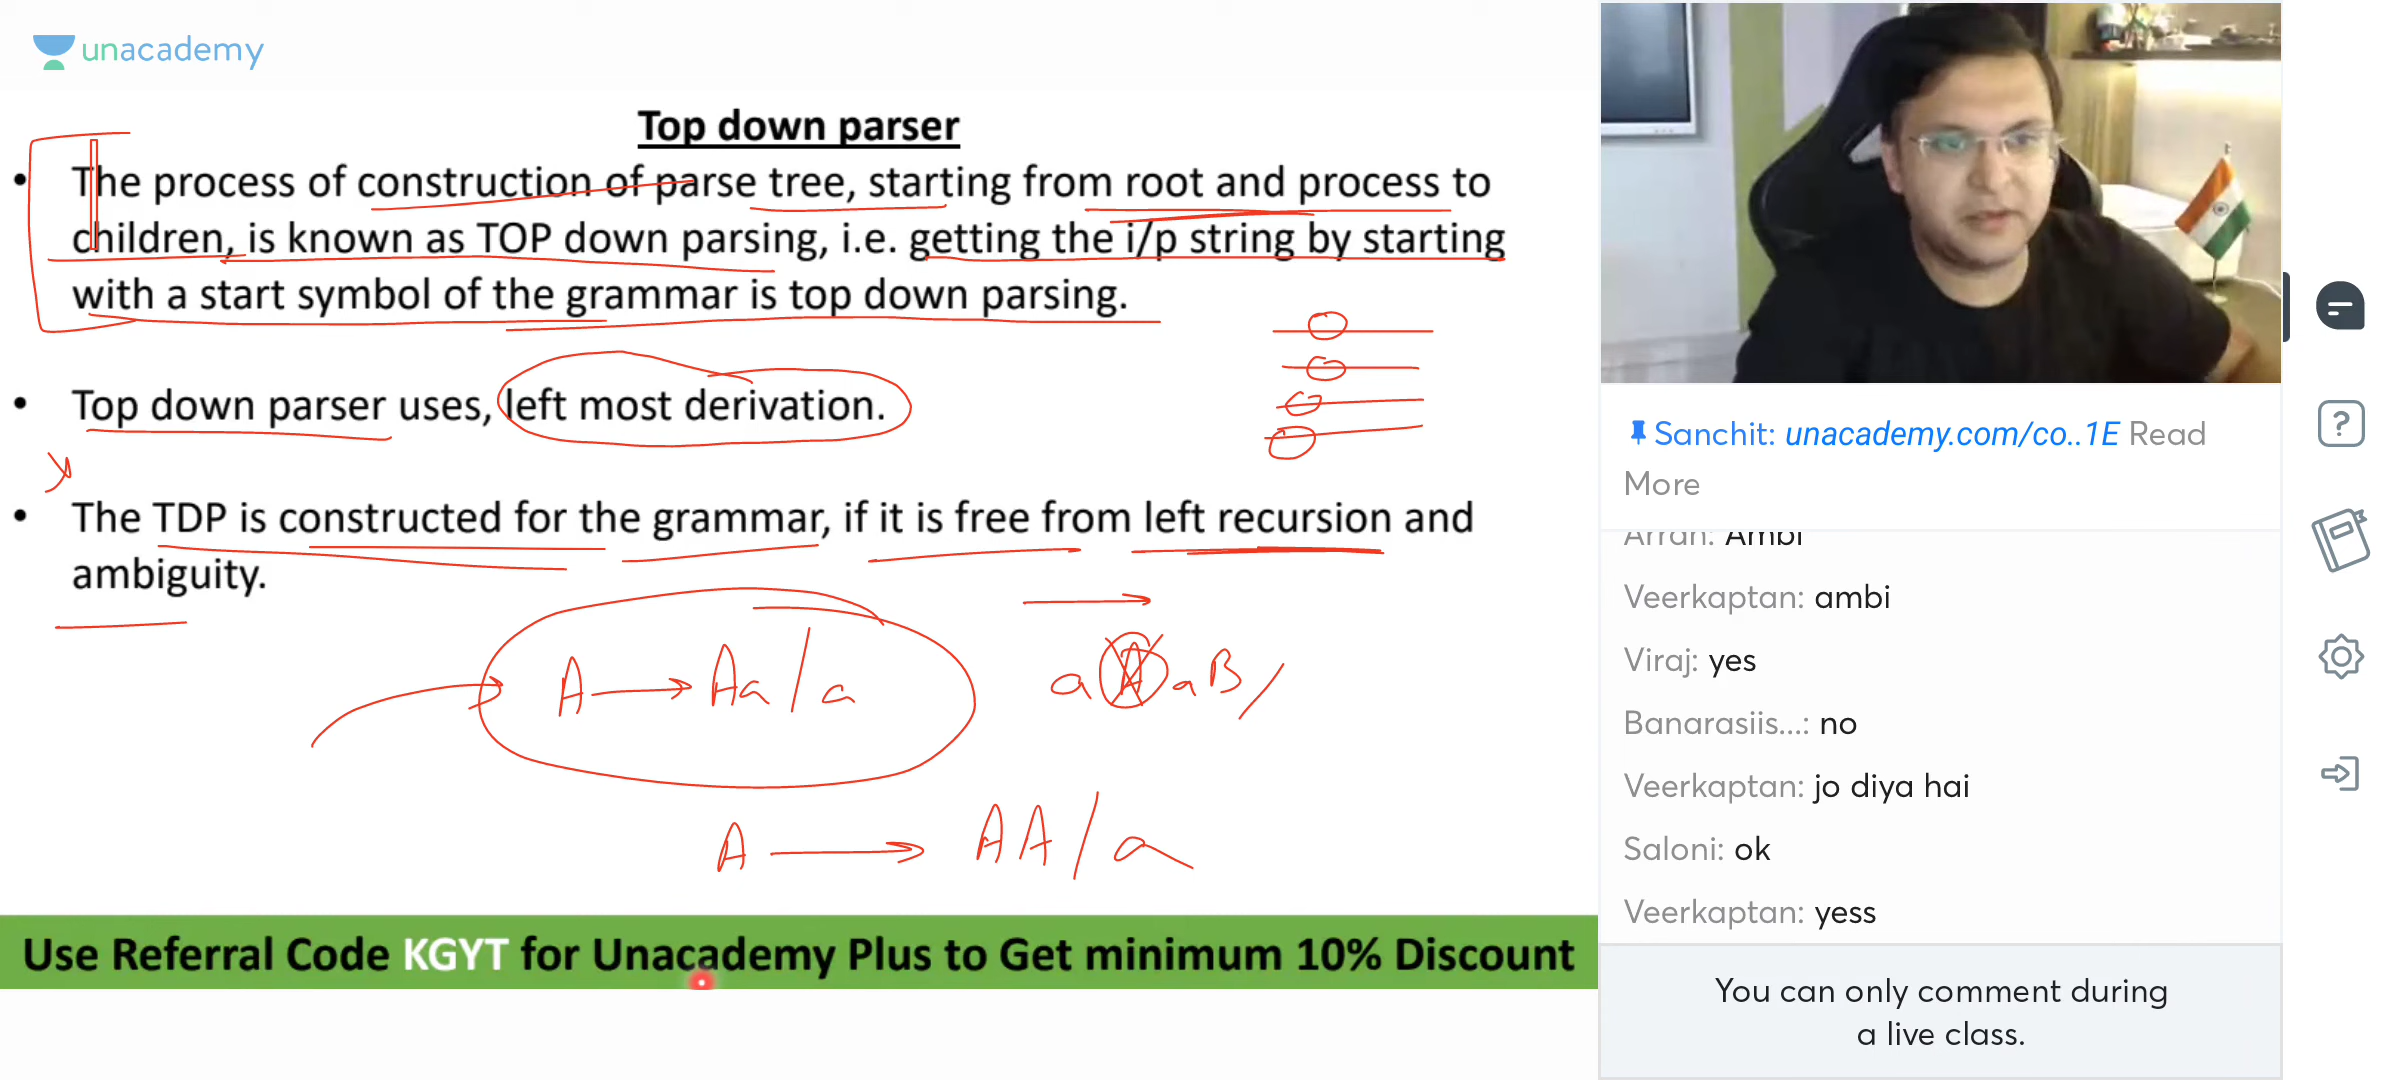 unacademy
Top down parser
• The process of construction of parse tree, starting from root and process to
children, is known as TOP down parsing, i.e. getting the i/p string by starting
with a start symbol of the grammar is top down parsing.
• Top down parser uses, left most derivation.
• The TDP is constructed for the grammar, if it is free from left recursion and
ambiguity.
A → Aa / a
a A a B /
A → AA / a
Use Referral Code KGYT for Unacademy Plus to Get minimum 10% Discount
Sanchit: unacademy.com/co..1E Read
More
Arran: Ambi
Veerkaptan: ambi
Viraj: yes
Banarasiis...: no
Veerkaptan: jo diya hai
Saloni: ok
Veerkaptan: yess
You can only comment during
a live class.
?